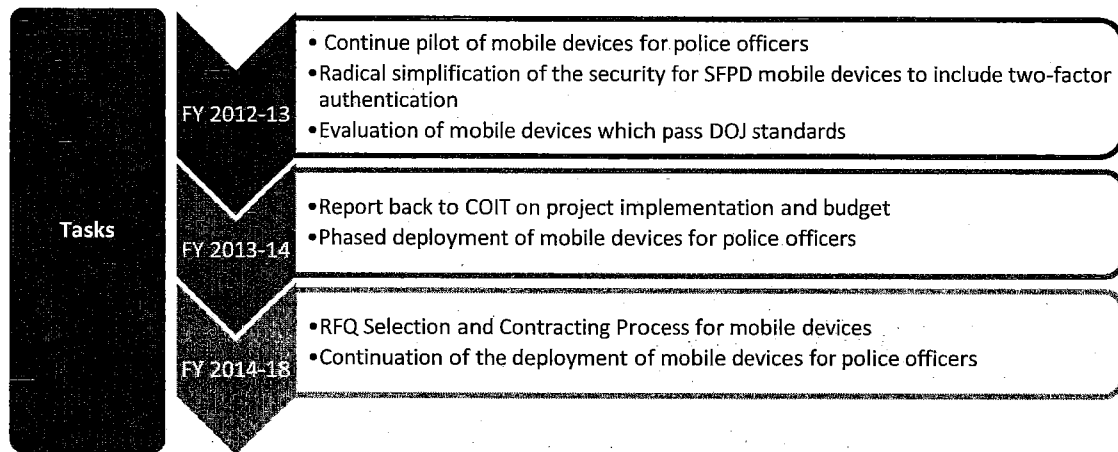 Tasks
FY 2012-13
• Continue pilot of mobile devices for police officers
• Radical simplification of the security for SFPD mobile devices to include two-factor
authentication
• Evaluation of mobile devices which pass DOJ standards
FY 2013-14
• Report back to COIT on project implementation and budget
• Phased deployment of mobile devices for police officers
FY 2014-18
• RFQ Selection and Contracting Process for mobile devices
• Continuation of the deployment of mobile devices for police officers